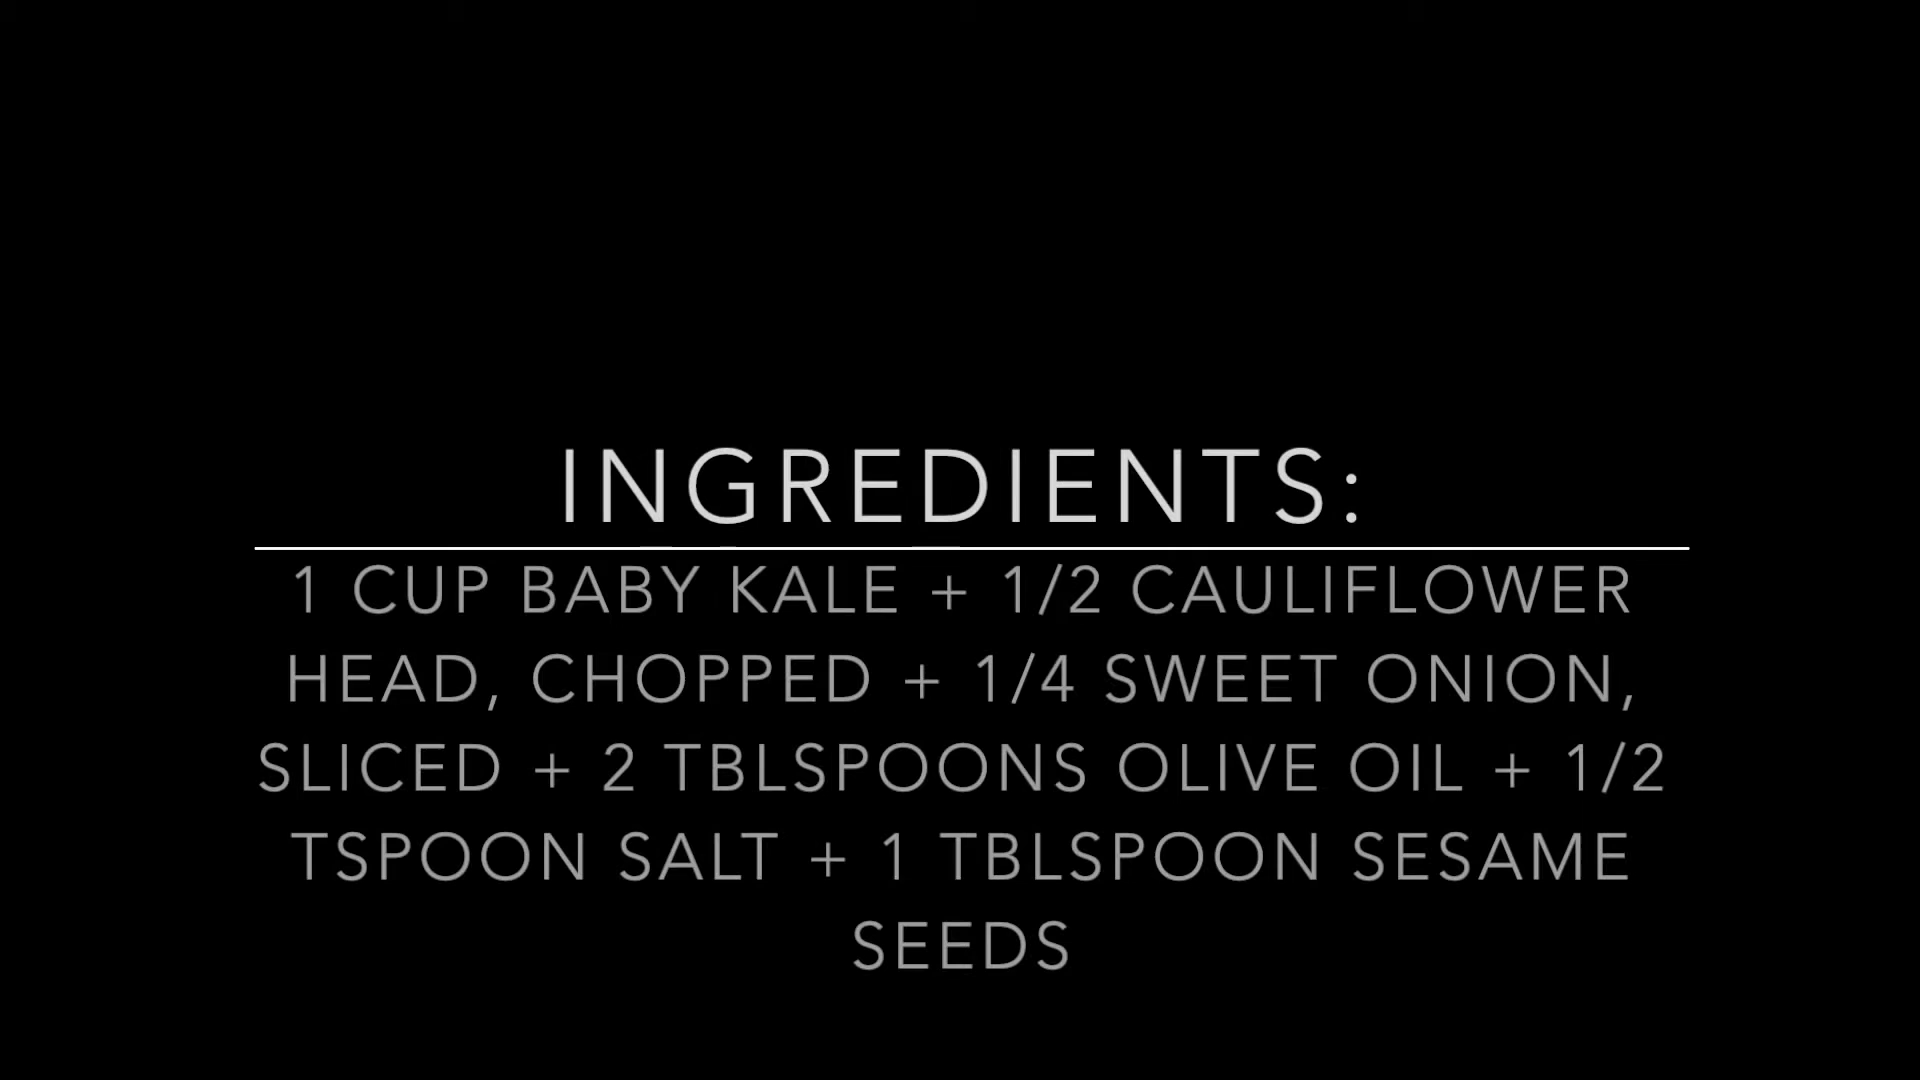 INGREDIENTS:
1 CUP BABY KALE + 1/2 CAULIFLOWER
HEAD, CHOPPED + 1/4 SWEET ONION,
SLICED + 2 TBLSPOONS OLIVE OIL + 1/2
TSPOON SALT + 1 TBLSPOON SESAME
SEEDS